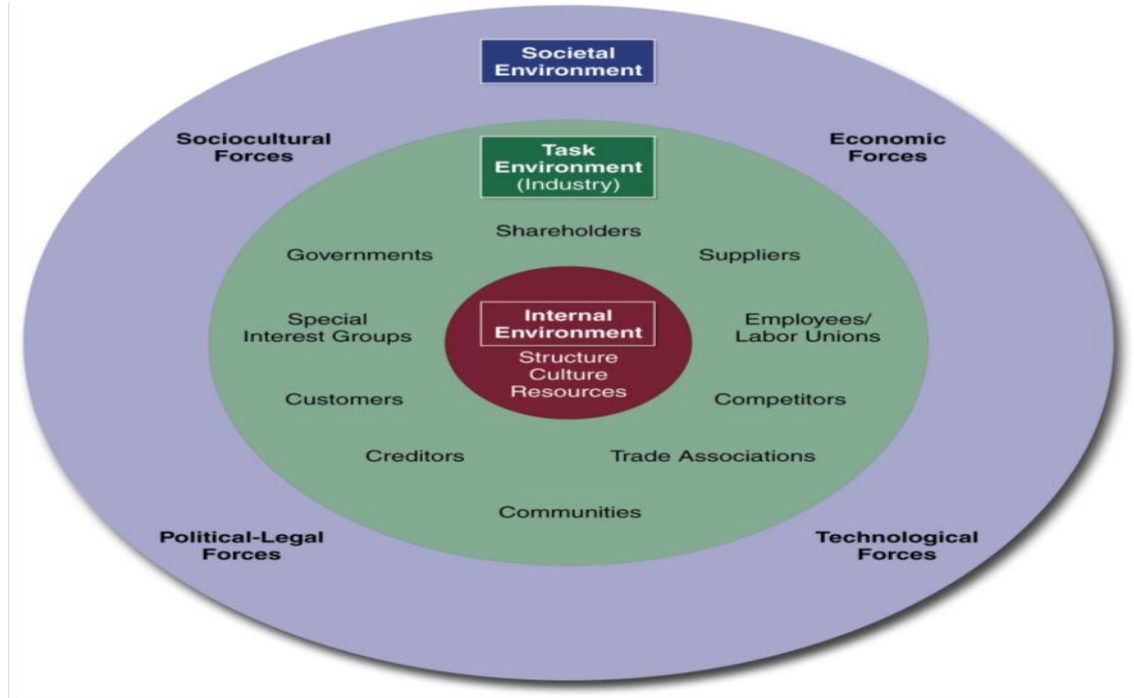 Societal
Environment
Sociocultural
Forces
Economic
Forces
Task
Environment
(Industry)
Shareholders
Governments
Suppliers
Special
Interest Groups
Internal
Environment
Structure
Culture
Resources
Employees/
Labor Unions
Customers
Competitors
Creditors
Trade Associations
Communities
Political-Legal
Forces
Technological
Forces